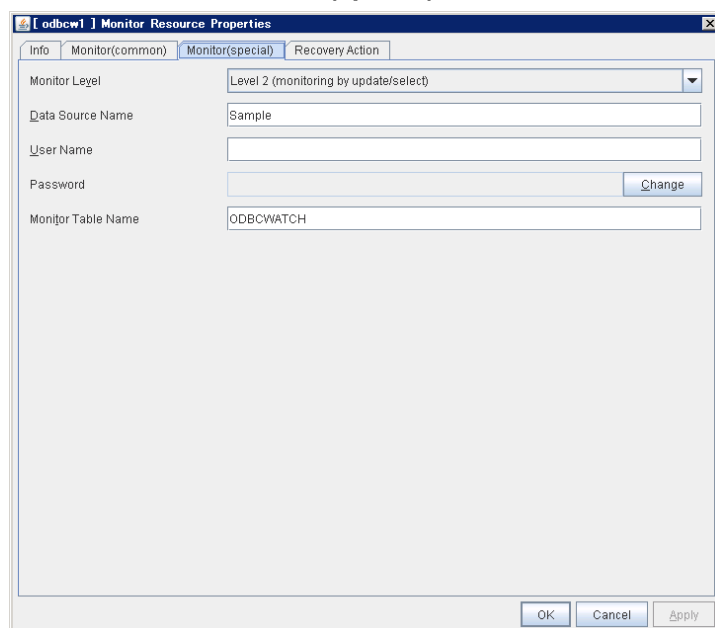 [ odbcw1 ] Monitor Resource Properties
Info Monitor(common) Monitor(special) Recovery Action
Monitor Level Level 2 (monitoring by update/select)
Data Source Name Sample
User Name
Password Change
Monitor Table Name ODBCWATCH
OK Cancel Apply